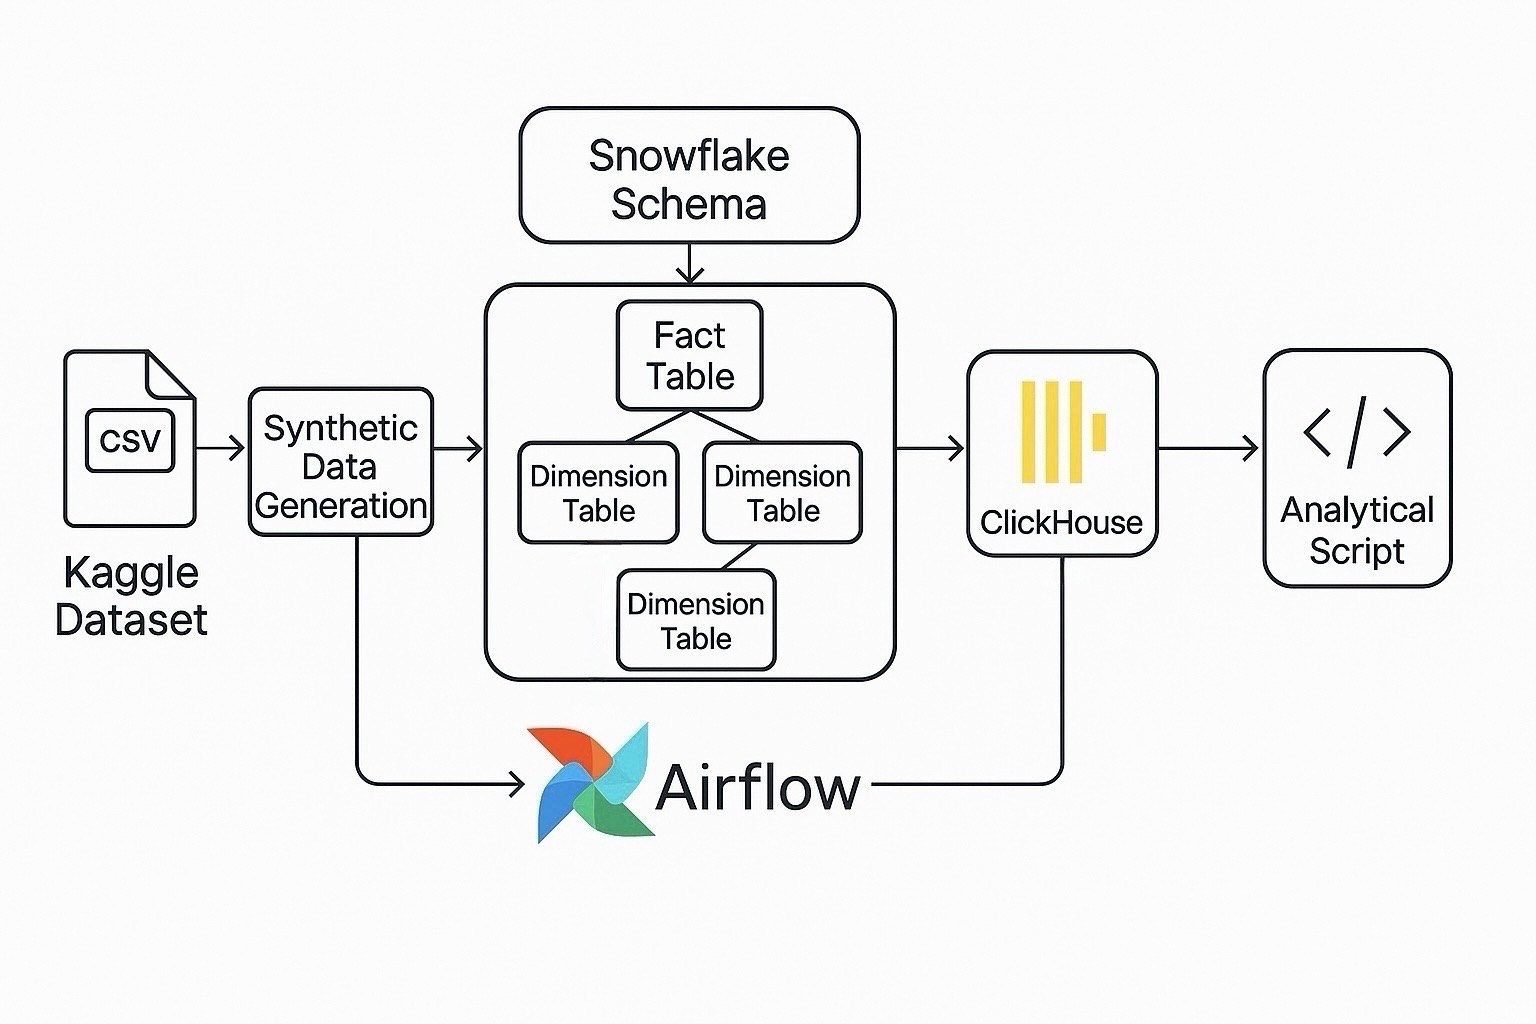 Snowflake
Schema
Fact
Table
Dimension
Table
Dimension
Table
Dimension
Table
CSV
Kaggle
Dataset
Synthetic
Data
Generation
ClickHouse
Analytical
Script
Airflow